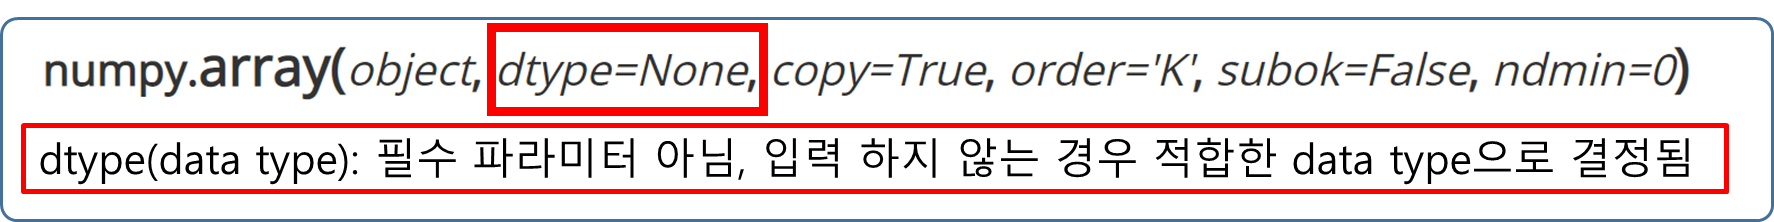 numpy.array(object, dtype=None, copy=True, order='K', subok=False, ndmin=0)
dtype(data type): 필수 파라미터 아님, 입력 하지 않는 경우 적합한 data type으로 결정됨